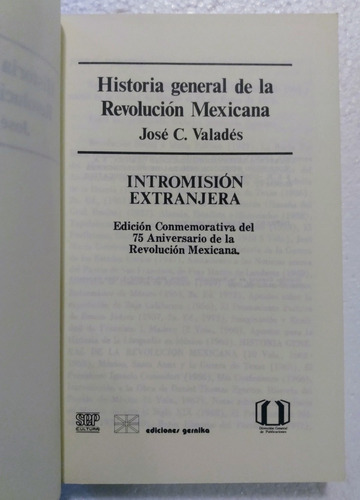 Historia general de la
Revolución Mexicana
José C. Valadés
INTROMISIÓN
EXTRANJERA
Edición Conmemorativa del
75 Aniversario de la
Revolución Mexicana.
SEP
CULTURA
ediciones gernika